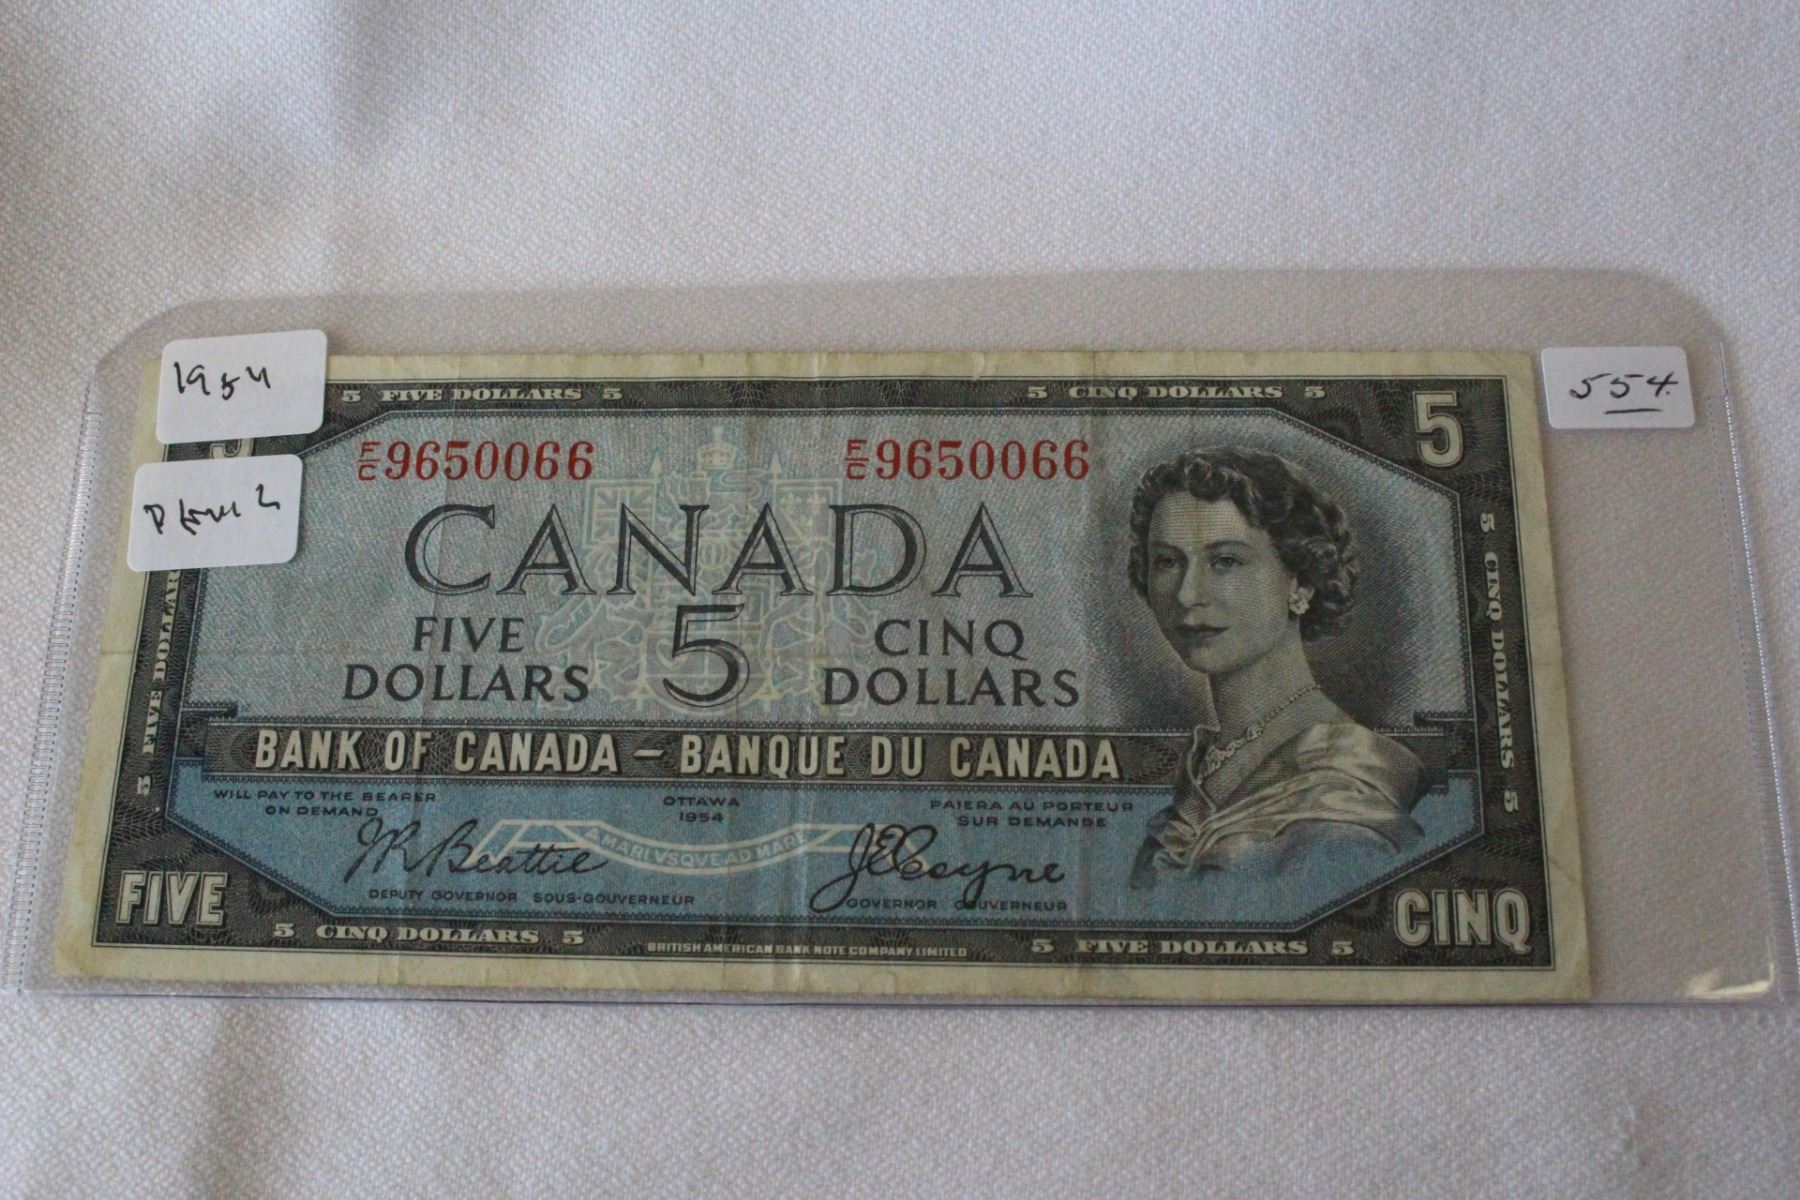 1954
554.
5 FIVE DOLLARS 5
5 CINQ DOLLARS 5
5
5
F/C 9650066
F/C 9650066
CANADA
FIVE DOLLARS
5
CINQ DOLLARS
5 FIVE DOLLAR
5 CINQ DOLLARS 5
BANK OF CANADA – BANQUE DU CANADA
WILL PAY TO THE BEARER
ON DEMAND
OTTAWA
1954
PAIERA AU PORTEUR
SUR DEMANDE
A MARI VSQVE AD MARE
J R Beattie
J E Coyne
DEPUTY GOVERNOR SOUS-GOUVERNEUR
GOVERNOR GOUVERNEUR
FIVE
CINQ
5 CINQ DOLLARS 5
BRITISH AMERICAN BANK NOTE COMPANY LIMITED
5 FIVE DOLLARS 5